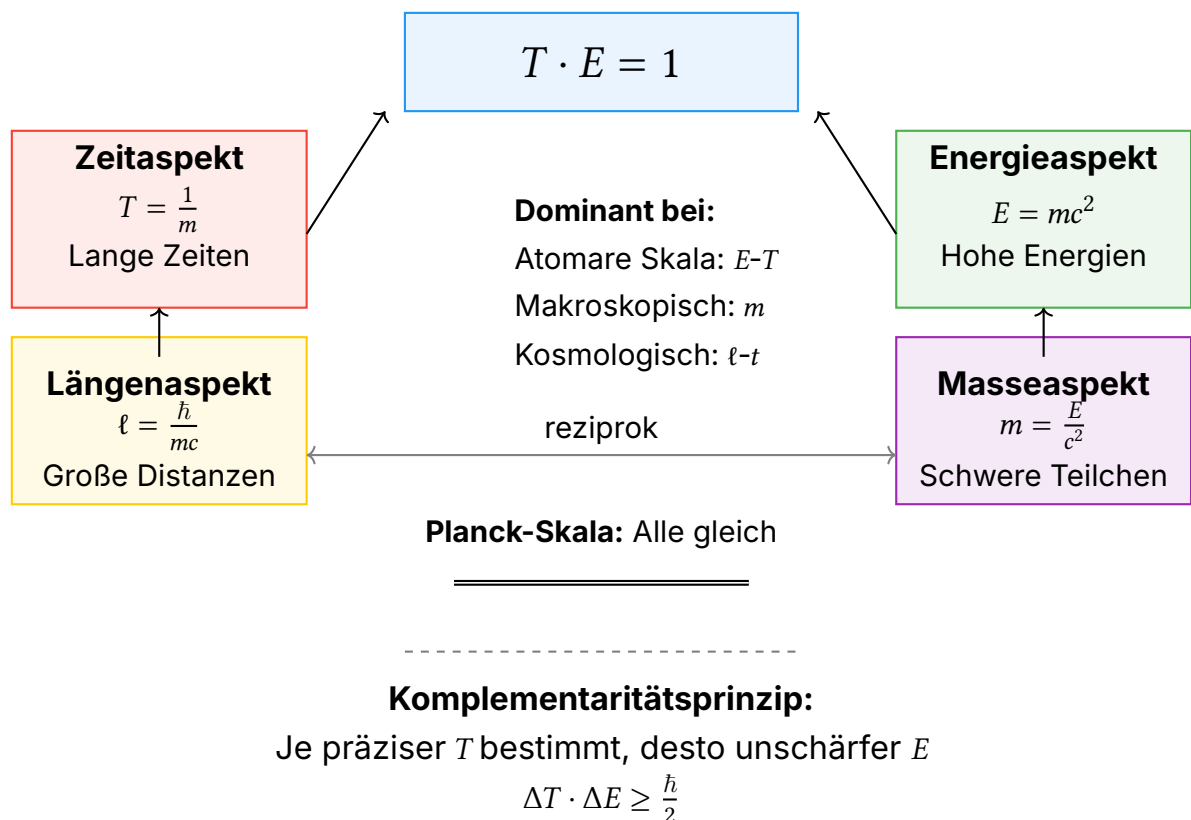 T · E = 1
Zeitaspekt
T = 1/m
Lange Zeiten
Energieaspekt
E = mc²
Hohe Energien
Dominant bei:
Atomare Skala: E-T
Makroskopisch: m
Kosmologisch: ℓ-t
Längenaspekt
ℓ = ħ/mc
Große Distanzen
reziprok
Masseaspekt
m = E/c²
Schwere Teilchen
Planck-Skala: Alle gleich
Komplementaritätsprinzip:
Je präziser T bestimmt, desto unschärfer E
ΔT · ΔE ≥ ħ/2